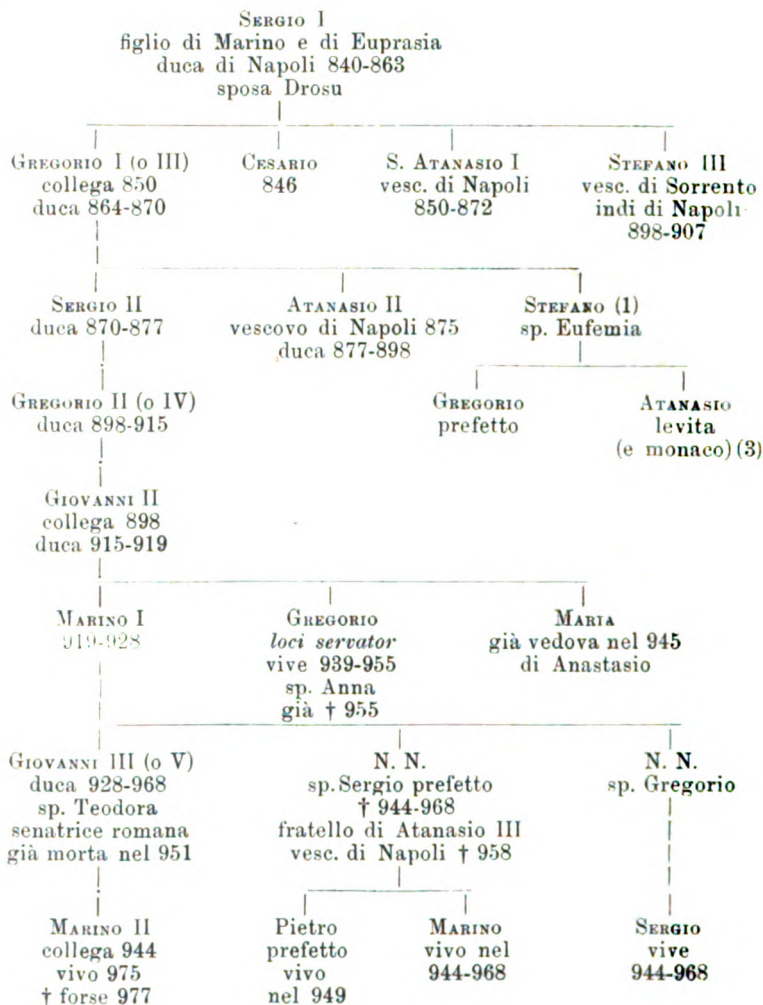 SERGIO I
figlio di Marino e di Euprasia
duca di Napoli 840-863
sposa Drosu
GREGORIO I (o III)
collega 850
duca 864-870
CESARIO
846
S. ATANASIO I
vesc. di Napoli
850-872
STEFANO III
vesc. di Sorrento
indi di Napoli
898-907
SERGIO II
duca 870-877
ATANASIO II
vescovo di Napoli 875
duca 877-898
STEFANO (1)
sp. Eufemia
GREGORIO II (o IV)
duca 898-915
GREGORIO
prefetto
ATANASIO
levita
(e monaco) (3)
GIOVANNI II
collega 898
duca 915-919
MARINO I
919-928
GREGORIO
loci servator
vive 939-955
sp. Anna
già † 955
MARIA
già vedova nel 945
di Anastasio
GIOVANNI III (o V)
duca 928-968
sp. Teodora
senatrice romana
già morta nel 951
N. N.
sp. Sergio prefetto
† 944-968
fratello di Atanasio III
vesc. di Napoli † 958
N. N.
sp. Gregorio
MARINO II
collega 944
vivo 975
† forse 977
Pietro
prefetto
vivo
nel 949
MARINO
vivo nel
944-968
SERGIO
vive
944-968